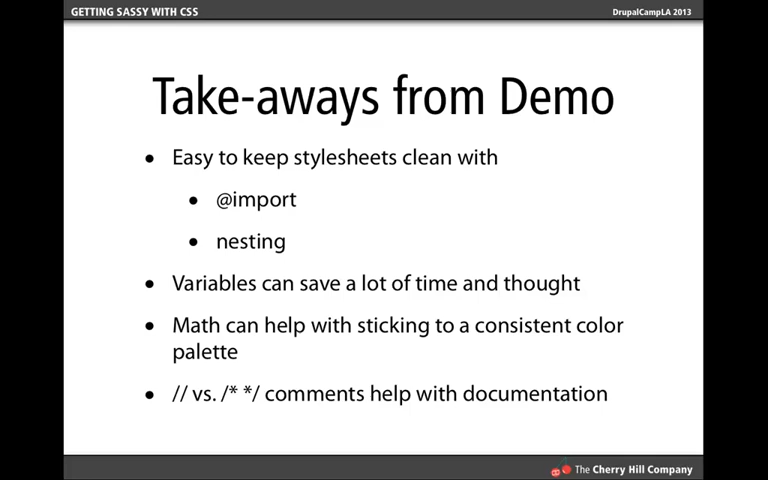 GETTING SASSY WITH CSS
DrupalCampLA 2013
Take-aways from Demo
• Easy to keep stylesheets clean with
• @import
• nesting
• Variables can save a lot of time and thought
• Math can help with sticking to a consistent color
palette
• // vs. /* */ comments help with documentation
The Cherry Hill Company